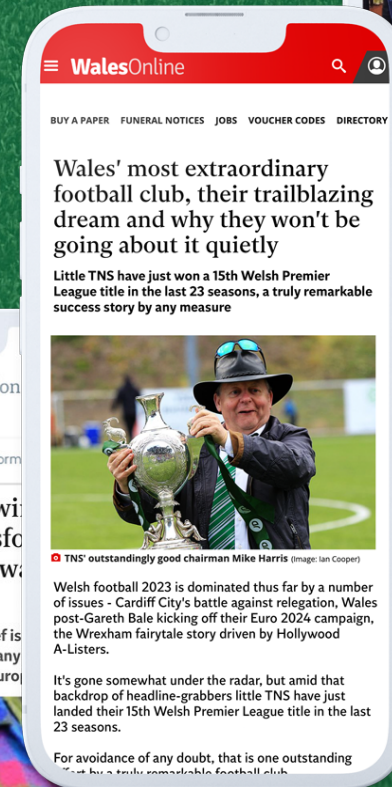 WalesOnline
BUY A PAPER FUNERAL NOTICES JOBS VOUCHER CODES DIRECTORY
Wales' most extraordinary
football club, their trailblazing
dream and why they won't be
going about it quietly
Little TNS have just won a 15th Welsh Premier
League title in the last 23 seasons, a truly remarkable
success story by any measure
TNS' outstandingly good chairman Mike Harris (Image: Ian Cooper)
Welsh football 2023 is dominated thus far by a number
of issues - Cardiff City's battle against relegation, Wales
post-Gareth Bale kicking off their Euro 2024 campaign,
the Wrexham fairytale story driven by Hollywood
A-Listers.
It's gone somewhat under the radar, but amid that
backdrop of headline-grabbers little TNS have just
landed their 15th Welsh Premier League title in the last
23 seasons.
For avoidance of any doubt, that is one outstanding
by a truly remarkable football club